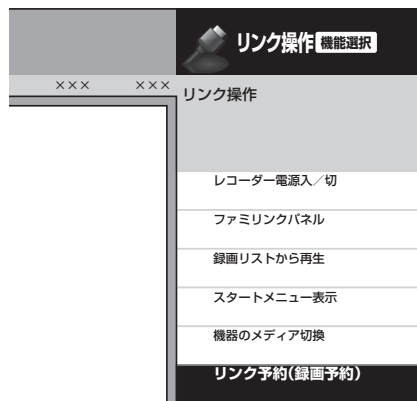 リンク操作 機能選択
××× ×××
リンク操作
レコーダー電源入／切
ファミリンクパネル
録画リストから再生
スタートメニュー表示
機器のメディア切換
リンク予約(録画予約)